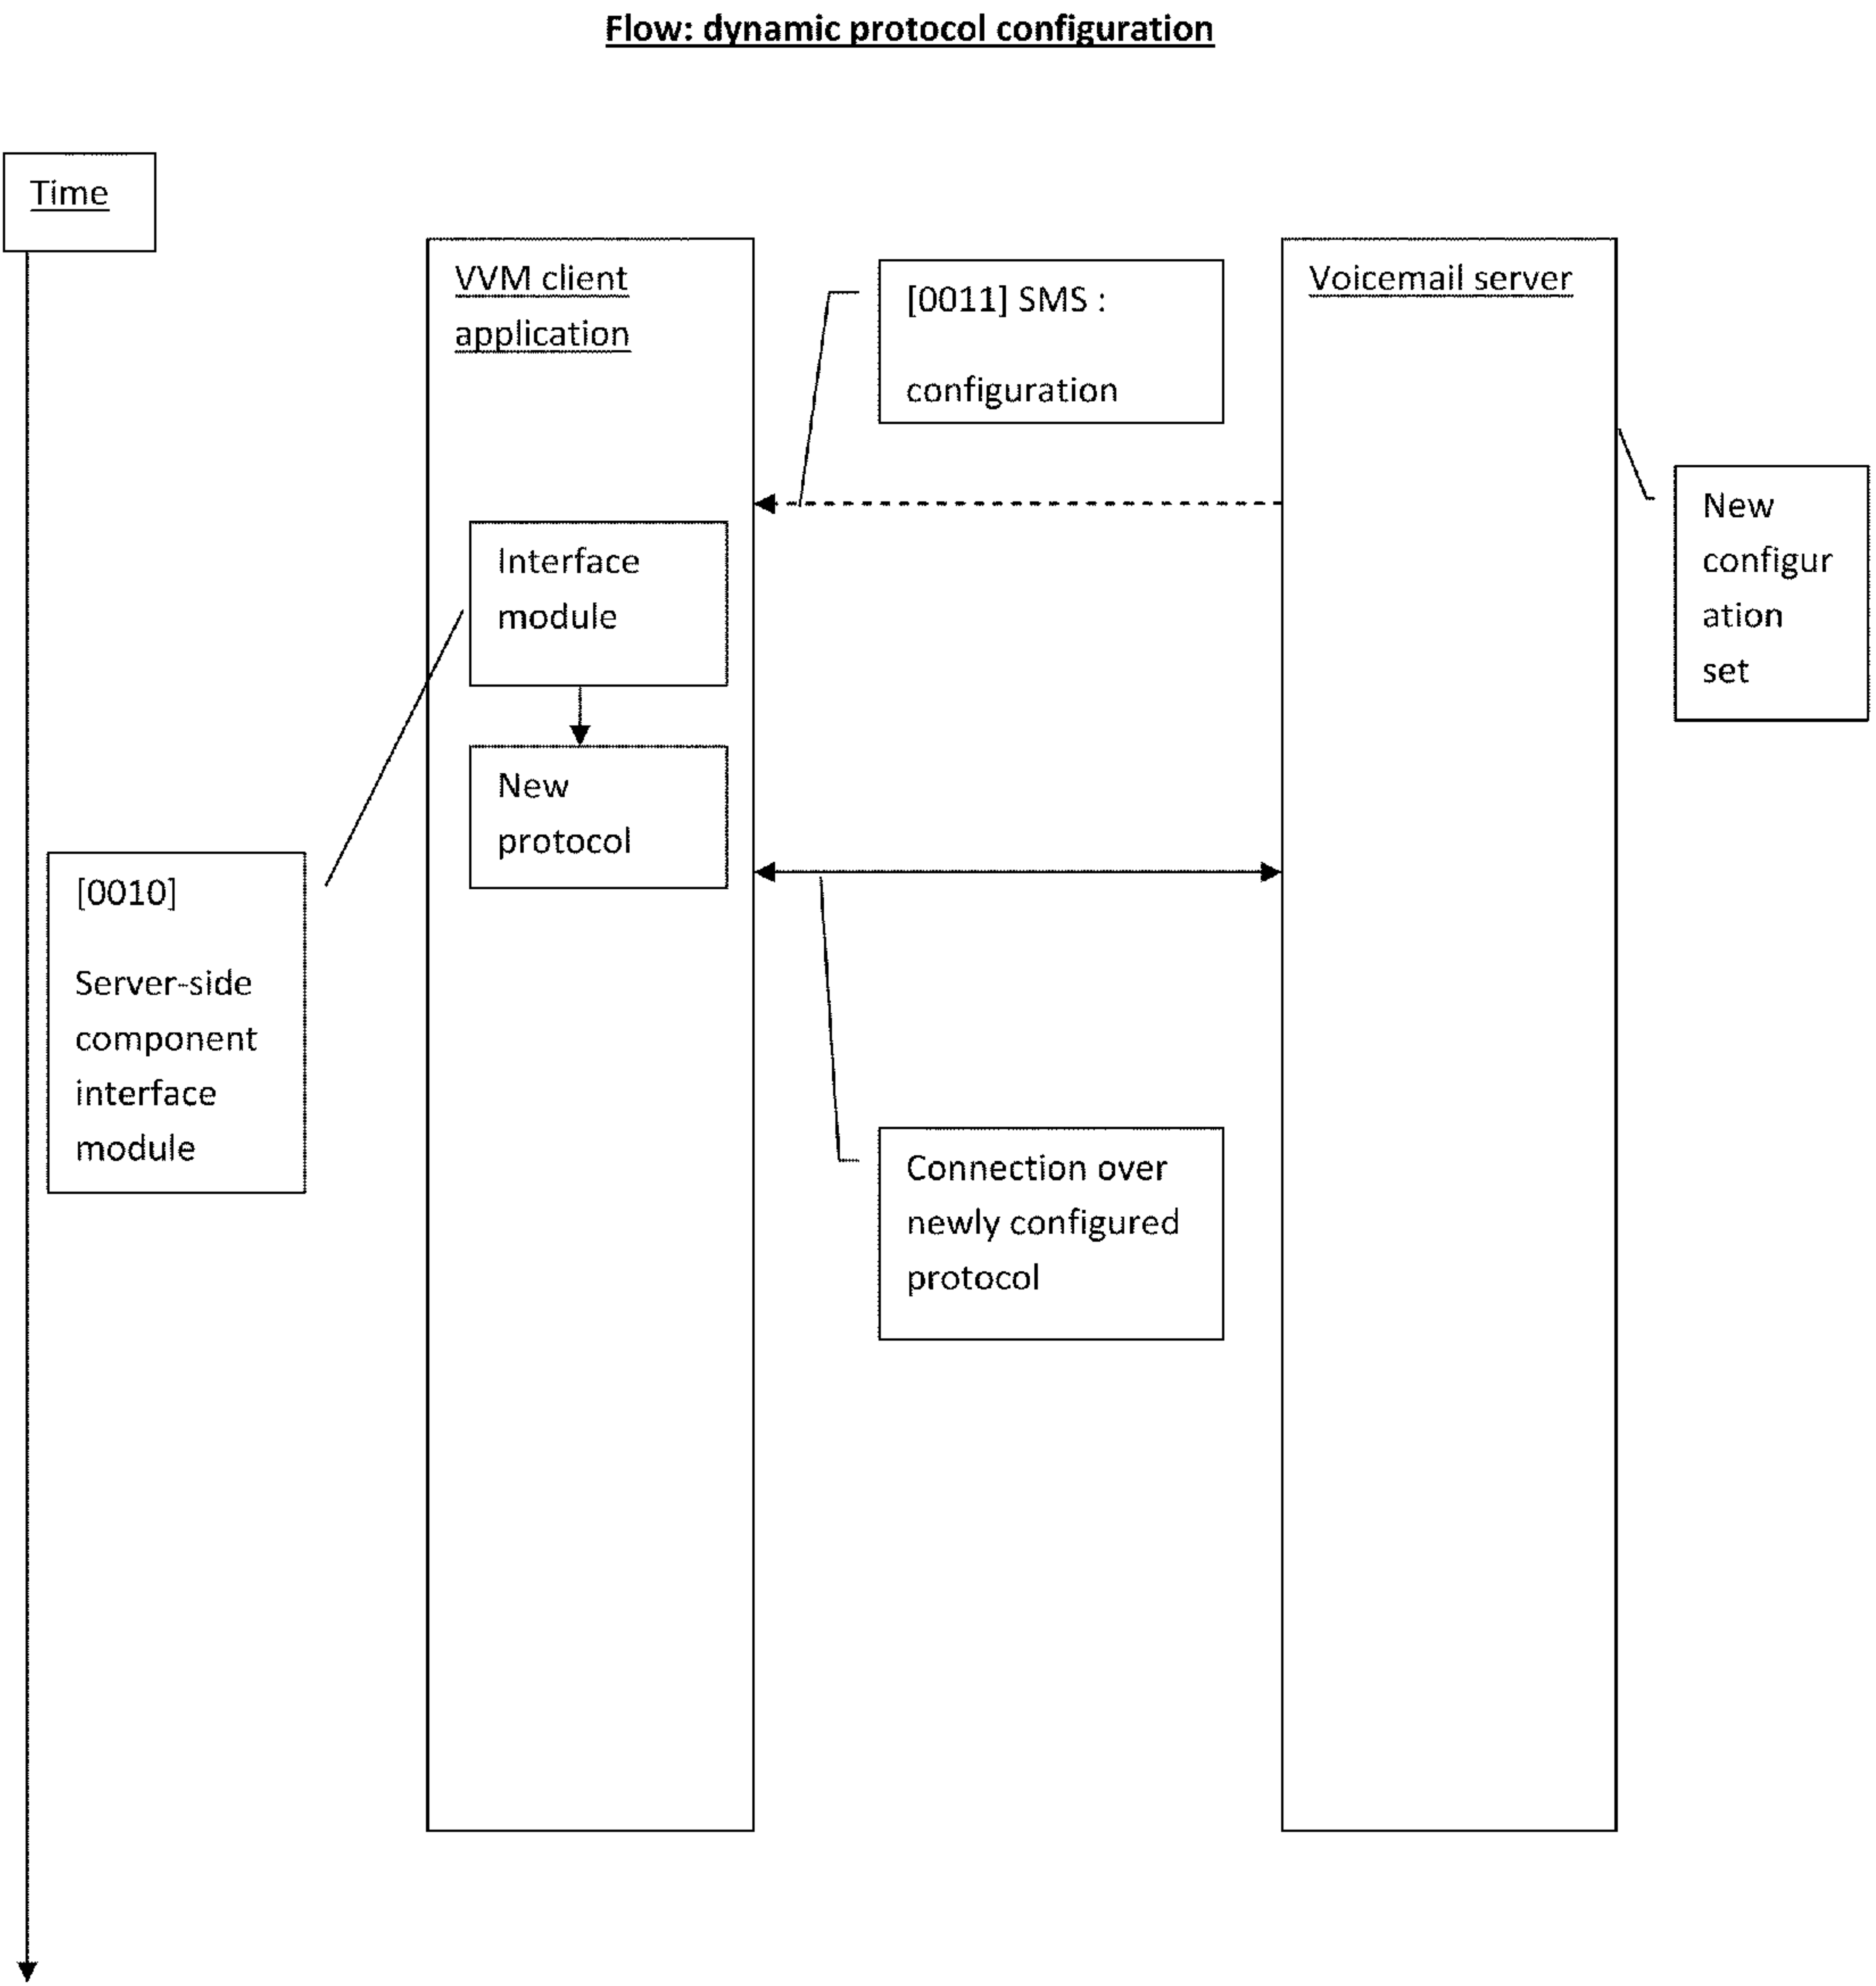 Flow: dynamic protocol configuration
Time
VVM client
application
[0011] SMS :
configuration
Voicemail server
New
configur
ation
set
Interface
module
New
protocol
[0010]
Server-side
component
interface
module
Connection over
newly configured
protocol